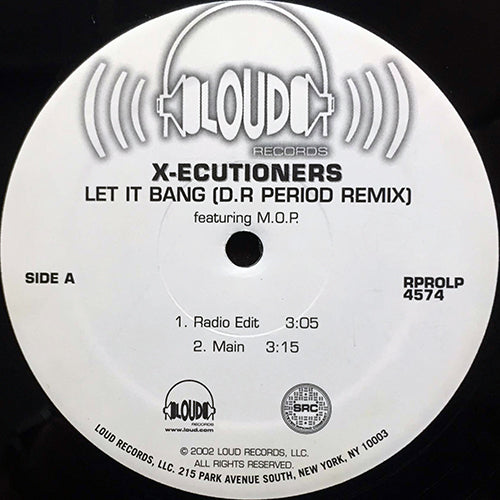 LOUD
RECORDS
X-ECUTIONERS
LET IT BANG (D.R PERIOD REMIX)
featuring M.O.P.
SIDE A
RPROLP
4574
1. Radio Edit 3:05
2. Main 3:15
LOUD
RECORDS
www.loud.com
SRC
© 2002 LOUD RECORDS, LLC.
ALL RIGHTS RESERVED.
LOUD RECORDS, LLC. 215 PARK AVENUE SOUTH, NEW YORK, NY 10003